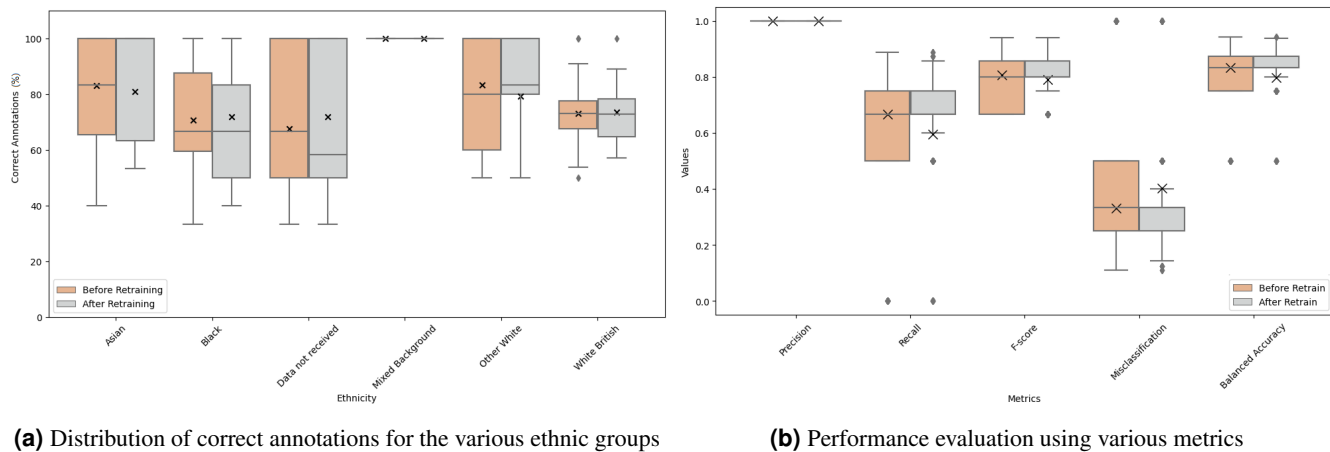 100
80
60
40
20
0
Correct Annotations (%)
Before Retraining
After Retraining
Asian
Black
Data not received
Mixed Background
Other White
White British
Ethnicity
(a) Distribution of correct annotations for the various ethnic groups
1.0
0.8
0.6
0.4
0.2
0.0
Values
Before Retrain
After Retrain
Precision
Recall
F-score
Misclassification
Balanced Accuracy
Metrics
(b) Performance evaluation using various metrics